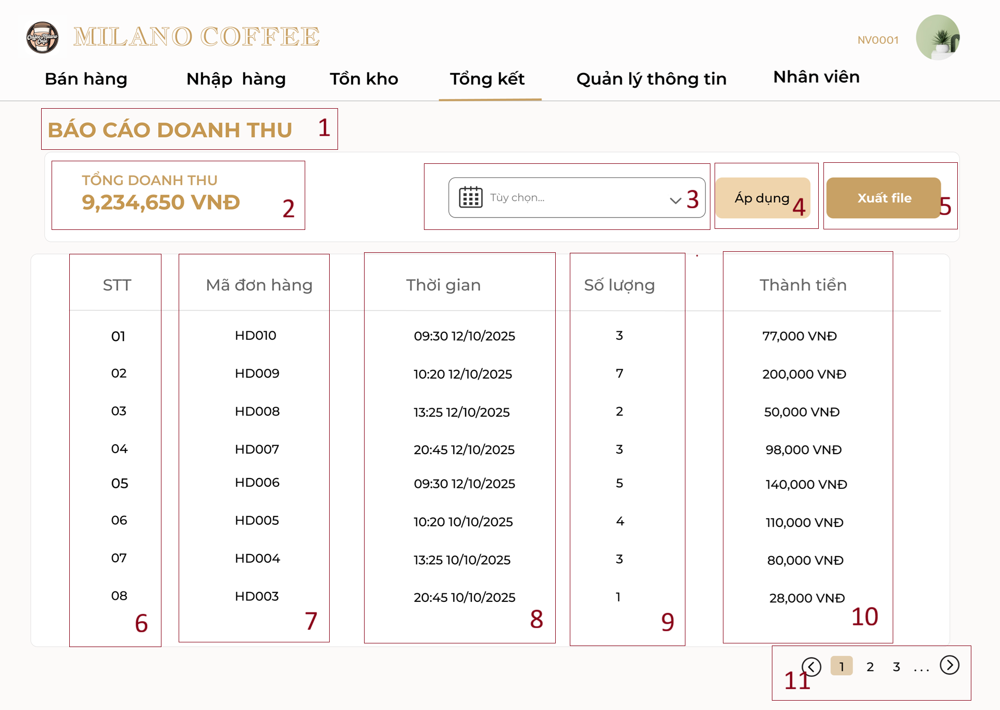 Coffee Milano
Cafe
MILANO COFFEE
NV0001
Bán hàng Nhập hàng Tồn kho Tổng kết Quản lý thông tin Nhân viên
BÁO CÁO DOANH THU 1
TỔNG DOANH THU
9,234,650 VNĐ 2
Tùy chọn... 3
Áp dụng 4
Xuất file 5
STT Mã đơn hàng Thời gian Số lượng Thành tiền
01 HD010 09:30 12/10/2025 3 77,000 VNĐ
02 HD009 10:20 12/10/2025 7 200,000 VNĐ
03 HD008 13:25 12/10/2025 2 50,000 VNĐ
04 HD007 20:45 12/10/2025 3 98,000 VNĐ
05 HD006 09:30 12/10/2025 5 140,000 VNĐ
06 HD005 10:20 10/10/2025 4 110,000 VNĐ
07 HD004 13:25 10/10/2025 3 80,000 VNĐ
08 HD003 20:45 10/10/2025 1 28,000 VNĐ
6 7 8 9 10
11 1 2 3 ...